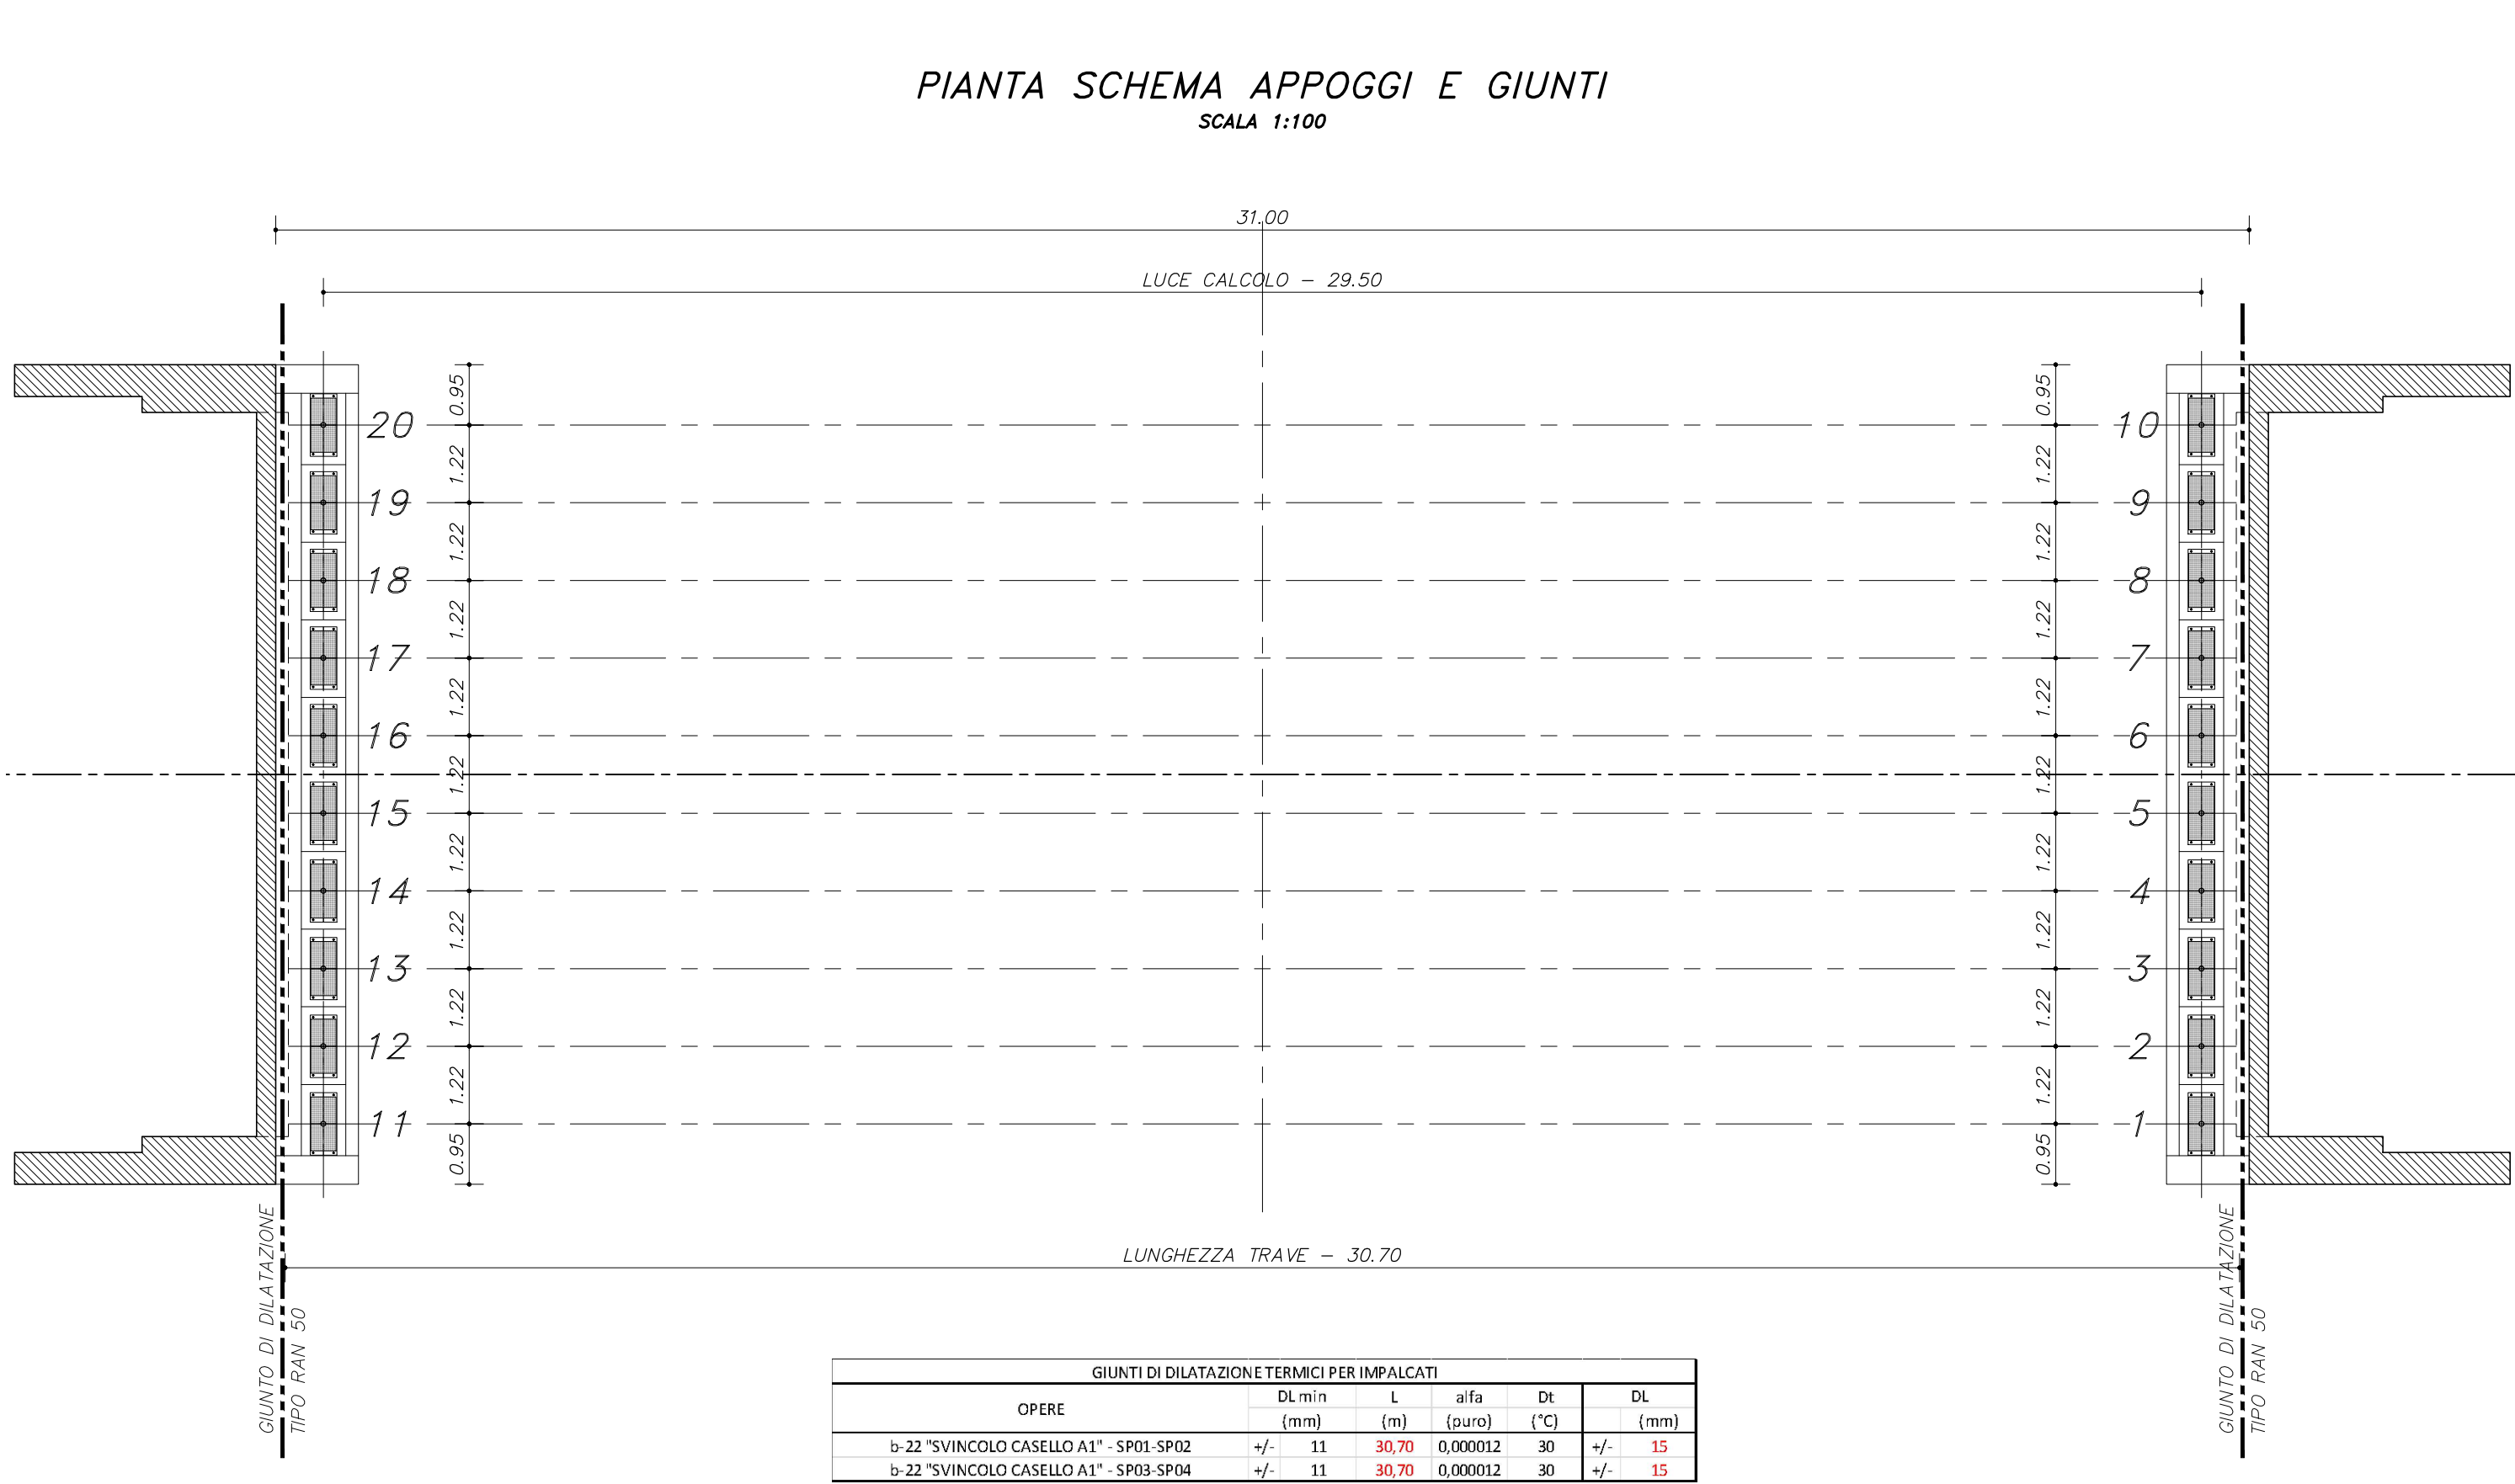 PIANTA SCHEMA APPOGGI E GIUNTI
SCALA 1:100
31.00
LUCE CALCOLO - 29.50
0.95 0.95
20 10
1.22 1.22
19 9
1.22 1.22
18 8
1.22 1.22
17 7
1.22 1.22
16 6
1.22 1.22
15 5
1.22 1.22
14 4
1.22 1.22
13 3
1.22 1.22
12 2
1.22 1.22
11 1
0.95 0.95
GIUNTO DI DILATAZIONE
TIPO RAN 50
LUNGHEZZA TRAVE - 30.70
GIUNTO DI DILATAZIONE
TIPO RAN 50
GIUNTI DI DILATAZIONE TERMICI PER IMPALCATI
OPERE DL min L alfa Dt DL
(mm) (m) (puro) (°C) (mm)
b-22 "SVINCOLO CASELLO A1" - SP01-SP02 +/- 11 30,70 0,000012 30 +/- 15
b-22 "SVINCOLO CASELLO A1" - SP03-SP04 +/- 11 30,70 0,000012 30 +/- 15